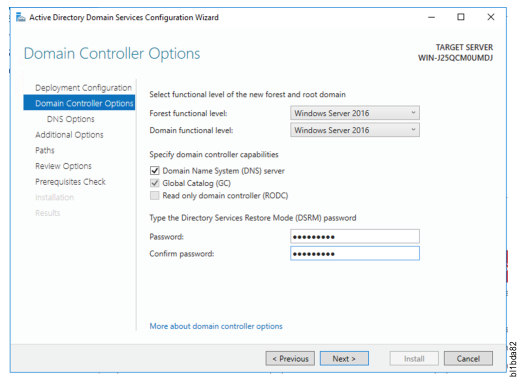 Active Directory Domain Services Configuration Wizard
Domain Controller Options
TARGET SERVER
WIN-J25QCM0UMDJ
Deployment Configuration
Domain Controller Options
DNS Options
Additional Options
Paths
Review Options
Prerequisites Check
Installation
Results
Select functional level of the new forest and root domain
Forest functional level: Windows Server 2016
Domain functional level: Windows Server 2016
Specify domain controller capabilities
Domain Name System (DNS) server
Global Catalog (GC)
Read only domain controller (RODC)
Type the Directory Services Restore Mode (DSRM) password
Password: ●●●●●●●●●
Confirm password: ●●●●●●●●●
More about domain controller options
< Previous Next > Install Cancel
bl1bda82